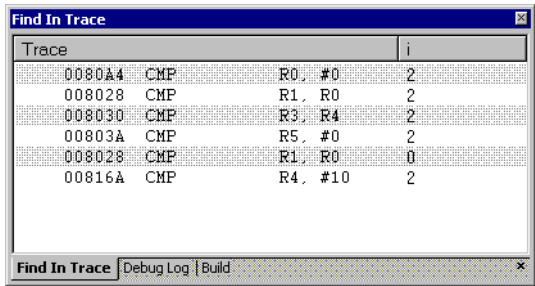 Find In Trace
Trace i
0080A4 CMP R0, #0 2
008028 CMP R1, R0 2
008030 CMP R3, R4 2
00803A CMP R5, #0 2
008028 CMP R1, R0 0
00816A CMP R4, #10 2
Find In Trace Debug Log Build